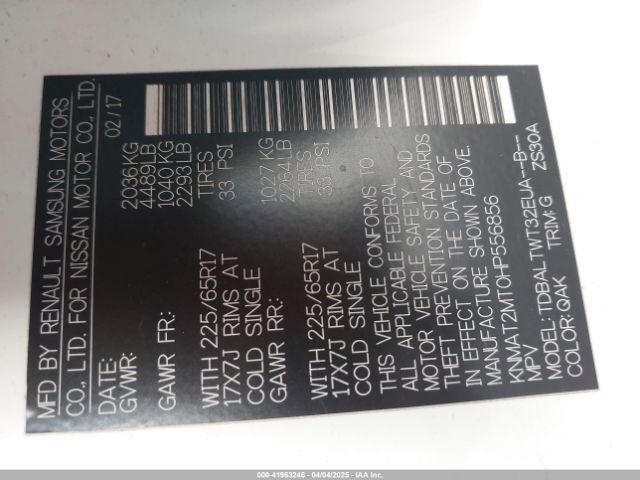 MFD BY RENAULT SAMSUNG MOTORS
CO., LTD. FOR NISSAN MOTOR CO., LTD.
DATE: 02/17
GVWR: 2036KG
4489LB
GAWR FR: 1040KG
2293LB
WITH 225/65R17 TIRES
17X7J RIMS AT 33 PSI
COLD SINGLE
GAWR RR: 1027KG
2264LB
WITH 225/65R17 TIRES
17X7J RIMS AT 33 PSI
COLD SINGLE
THIS VEHICLE CONFORMS TO
ALL APPLICABLE FEDERAL
MOTOR VEHICLE SAFETY AND
THEFT PREVENTION STANDARDS
IN EFFECT ON THE DATE OF
MANUFACTURE SHOWN ABOVE.
KNMAT2MT0HP556856
MPV
MODEL: TDBALTWT32EUA--B--
COLOR: QAK TRIM:G ZS30A
000-41963246 - 04/04/2025 - IAA Inc.